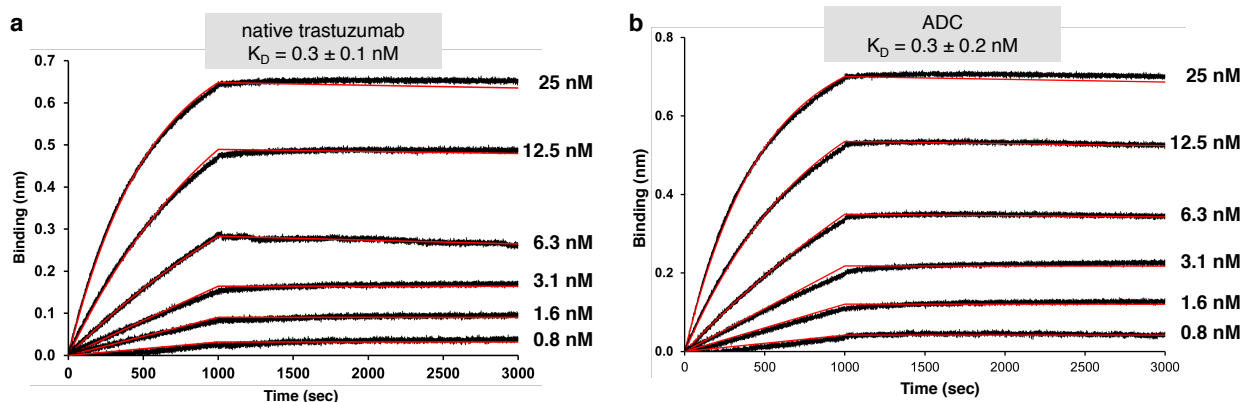 a
native trastuzumab
K_D = 0.3 ± 0.1 nM
Binding (nm)
0.7
0.6
0.5
0.4
0.3
0.2
0.1
0.0
25 nM
12.5 nM
6.3 nM
3.1 nM
1.6 nM
0.8 nM
0 500 1000 1500 2000 2500 3000
Time (sec)
b
ADC
K_D = 0.3 ± 0.2 nM
Binding (nm)
0.8
0.6
0.4
0.2
0.0
25 nM
12.5 nM
6.3 nM
3.1 nM
1.6 nM
0.8 nM
0 500 1000 1500 2000 2500 3000
Time (sec)